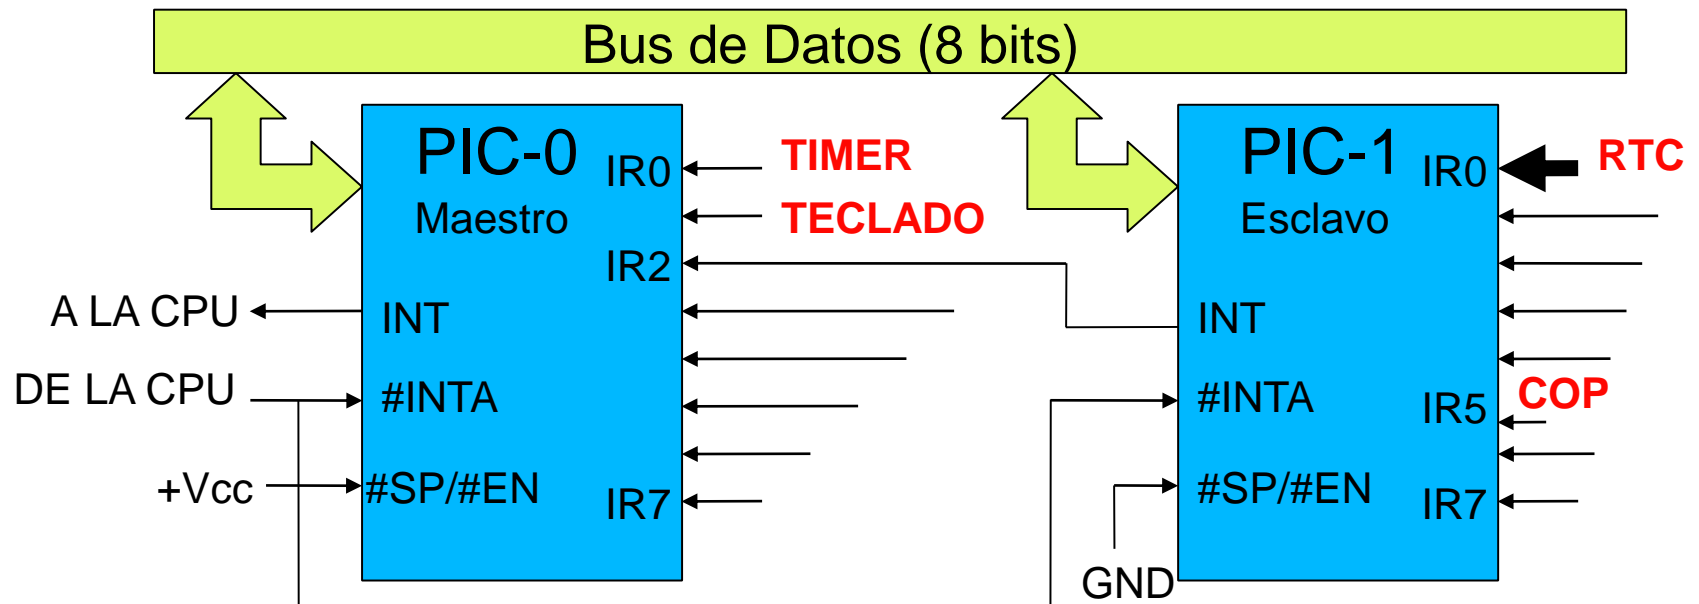 Bus de Datos (8 bits)
PIC-0
Maestro
IR0
TIMER
TECLADO
IR2
A LA CPU
INT
DE LA CPU
#INTA
+Vcc
#SP/#EN
IR7
PIC-1
Esclavo
IR0
RTC
INT
#INTA
IR5
COP
#SP/#EN
IR7
GND